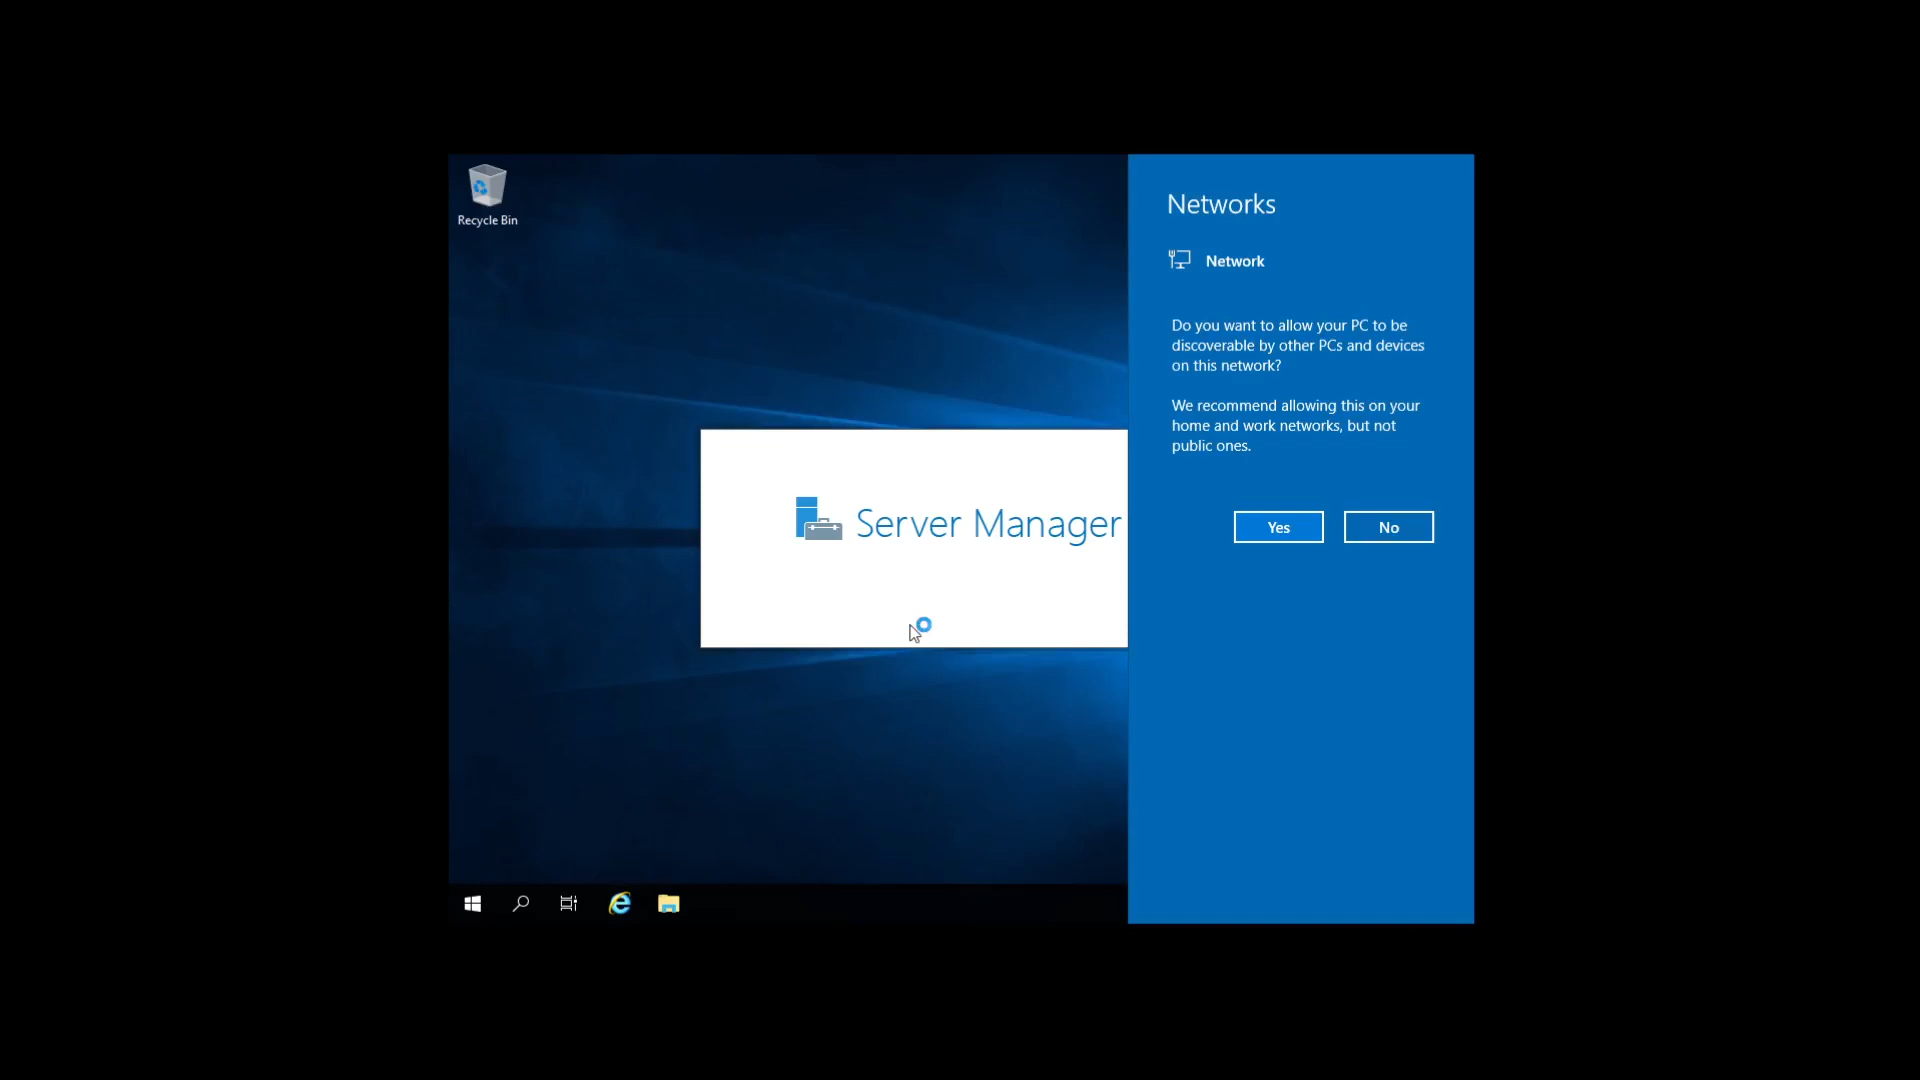 Recycle Bin
Server Manager
Networks
Network
Do you want to allow your PC to be
discoverable by other PCs and devices
on this network?
We recommend allowing this on your
home and work networks, but not
public ones.
Yes
No